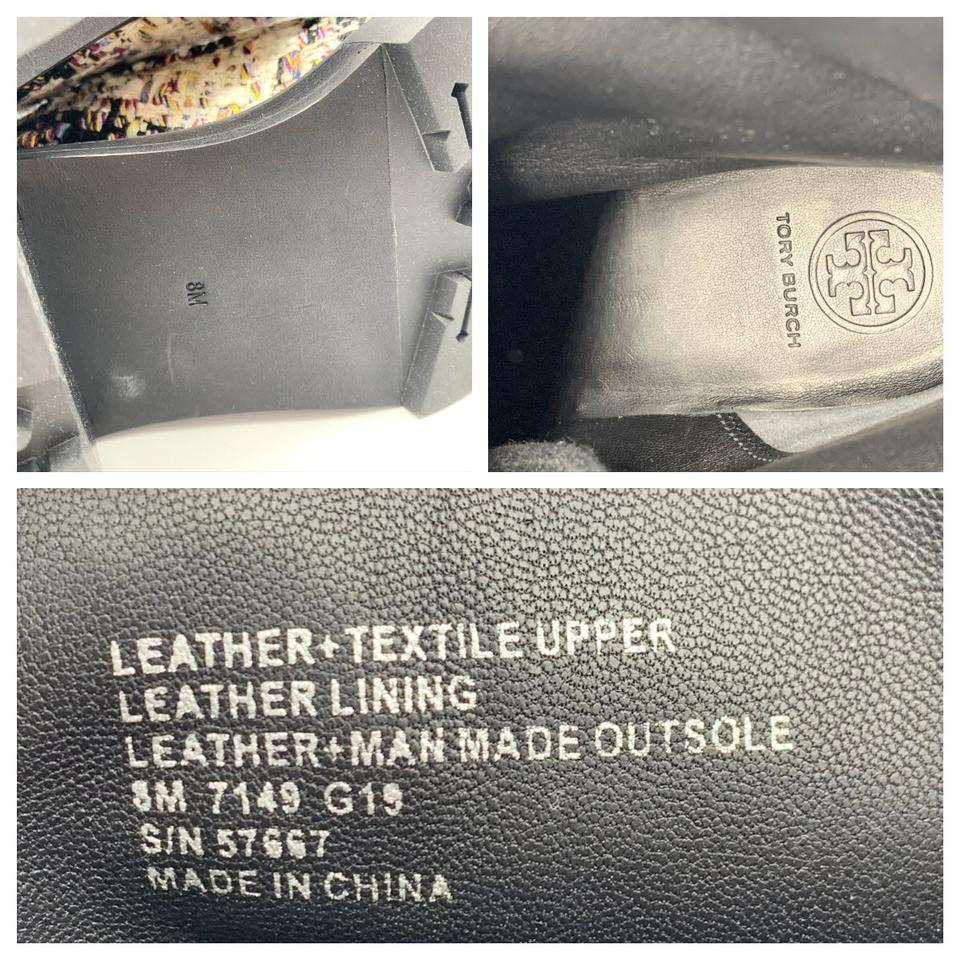 8M
TORY BURCH
LEATHER+TEXTILE UPPER
LEATHER LINING
LEATHER+MAN MADE OUTSOLE
8M 7149 G19
S/N 57667
MADE IN CHINA